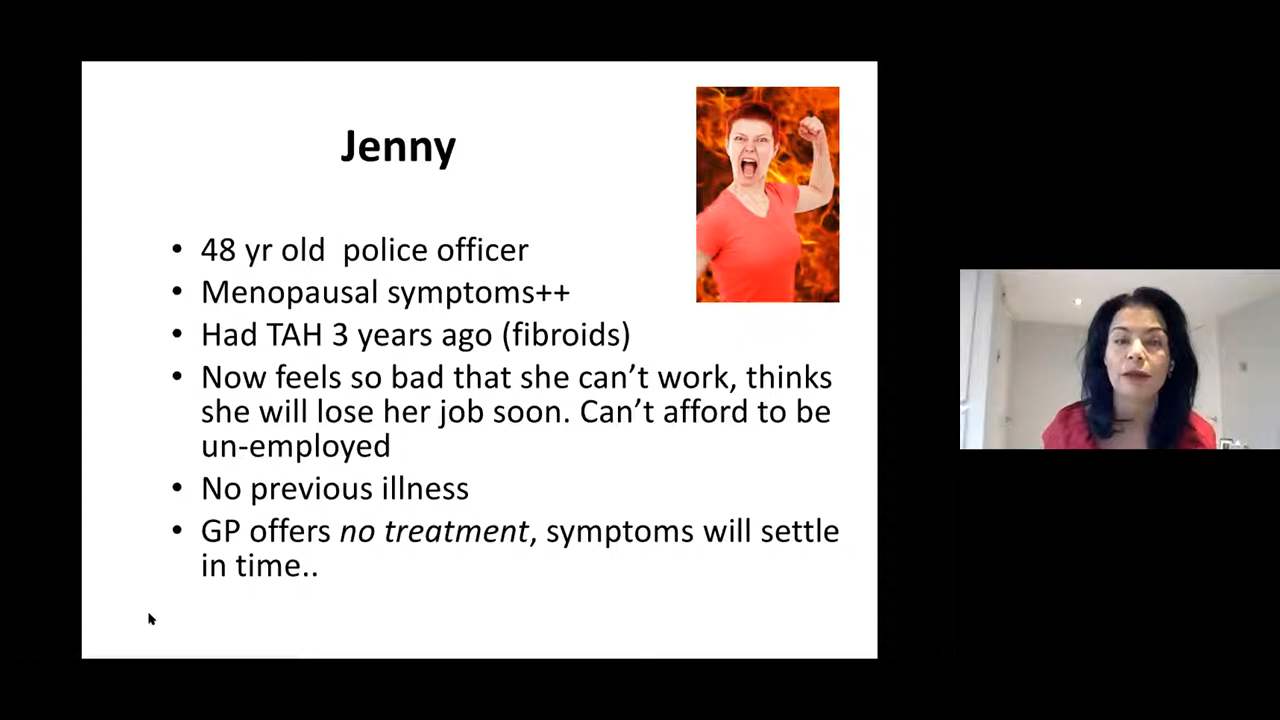 Jenny
• 48 yr old  police officer
• Menopausal symptoms++
• Had TAH 3 years ago (fibroids)
• Now feels so bad that she can’t work, thinks
she will lose her job soon. Can’t afford to be
un-employed
• No previous illness
• GP offers no treatment, symptoms will settle
in time..